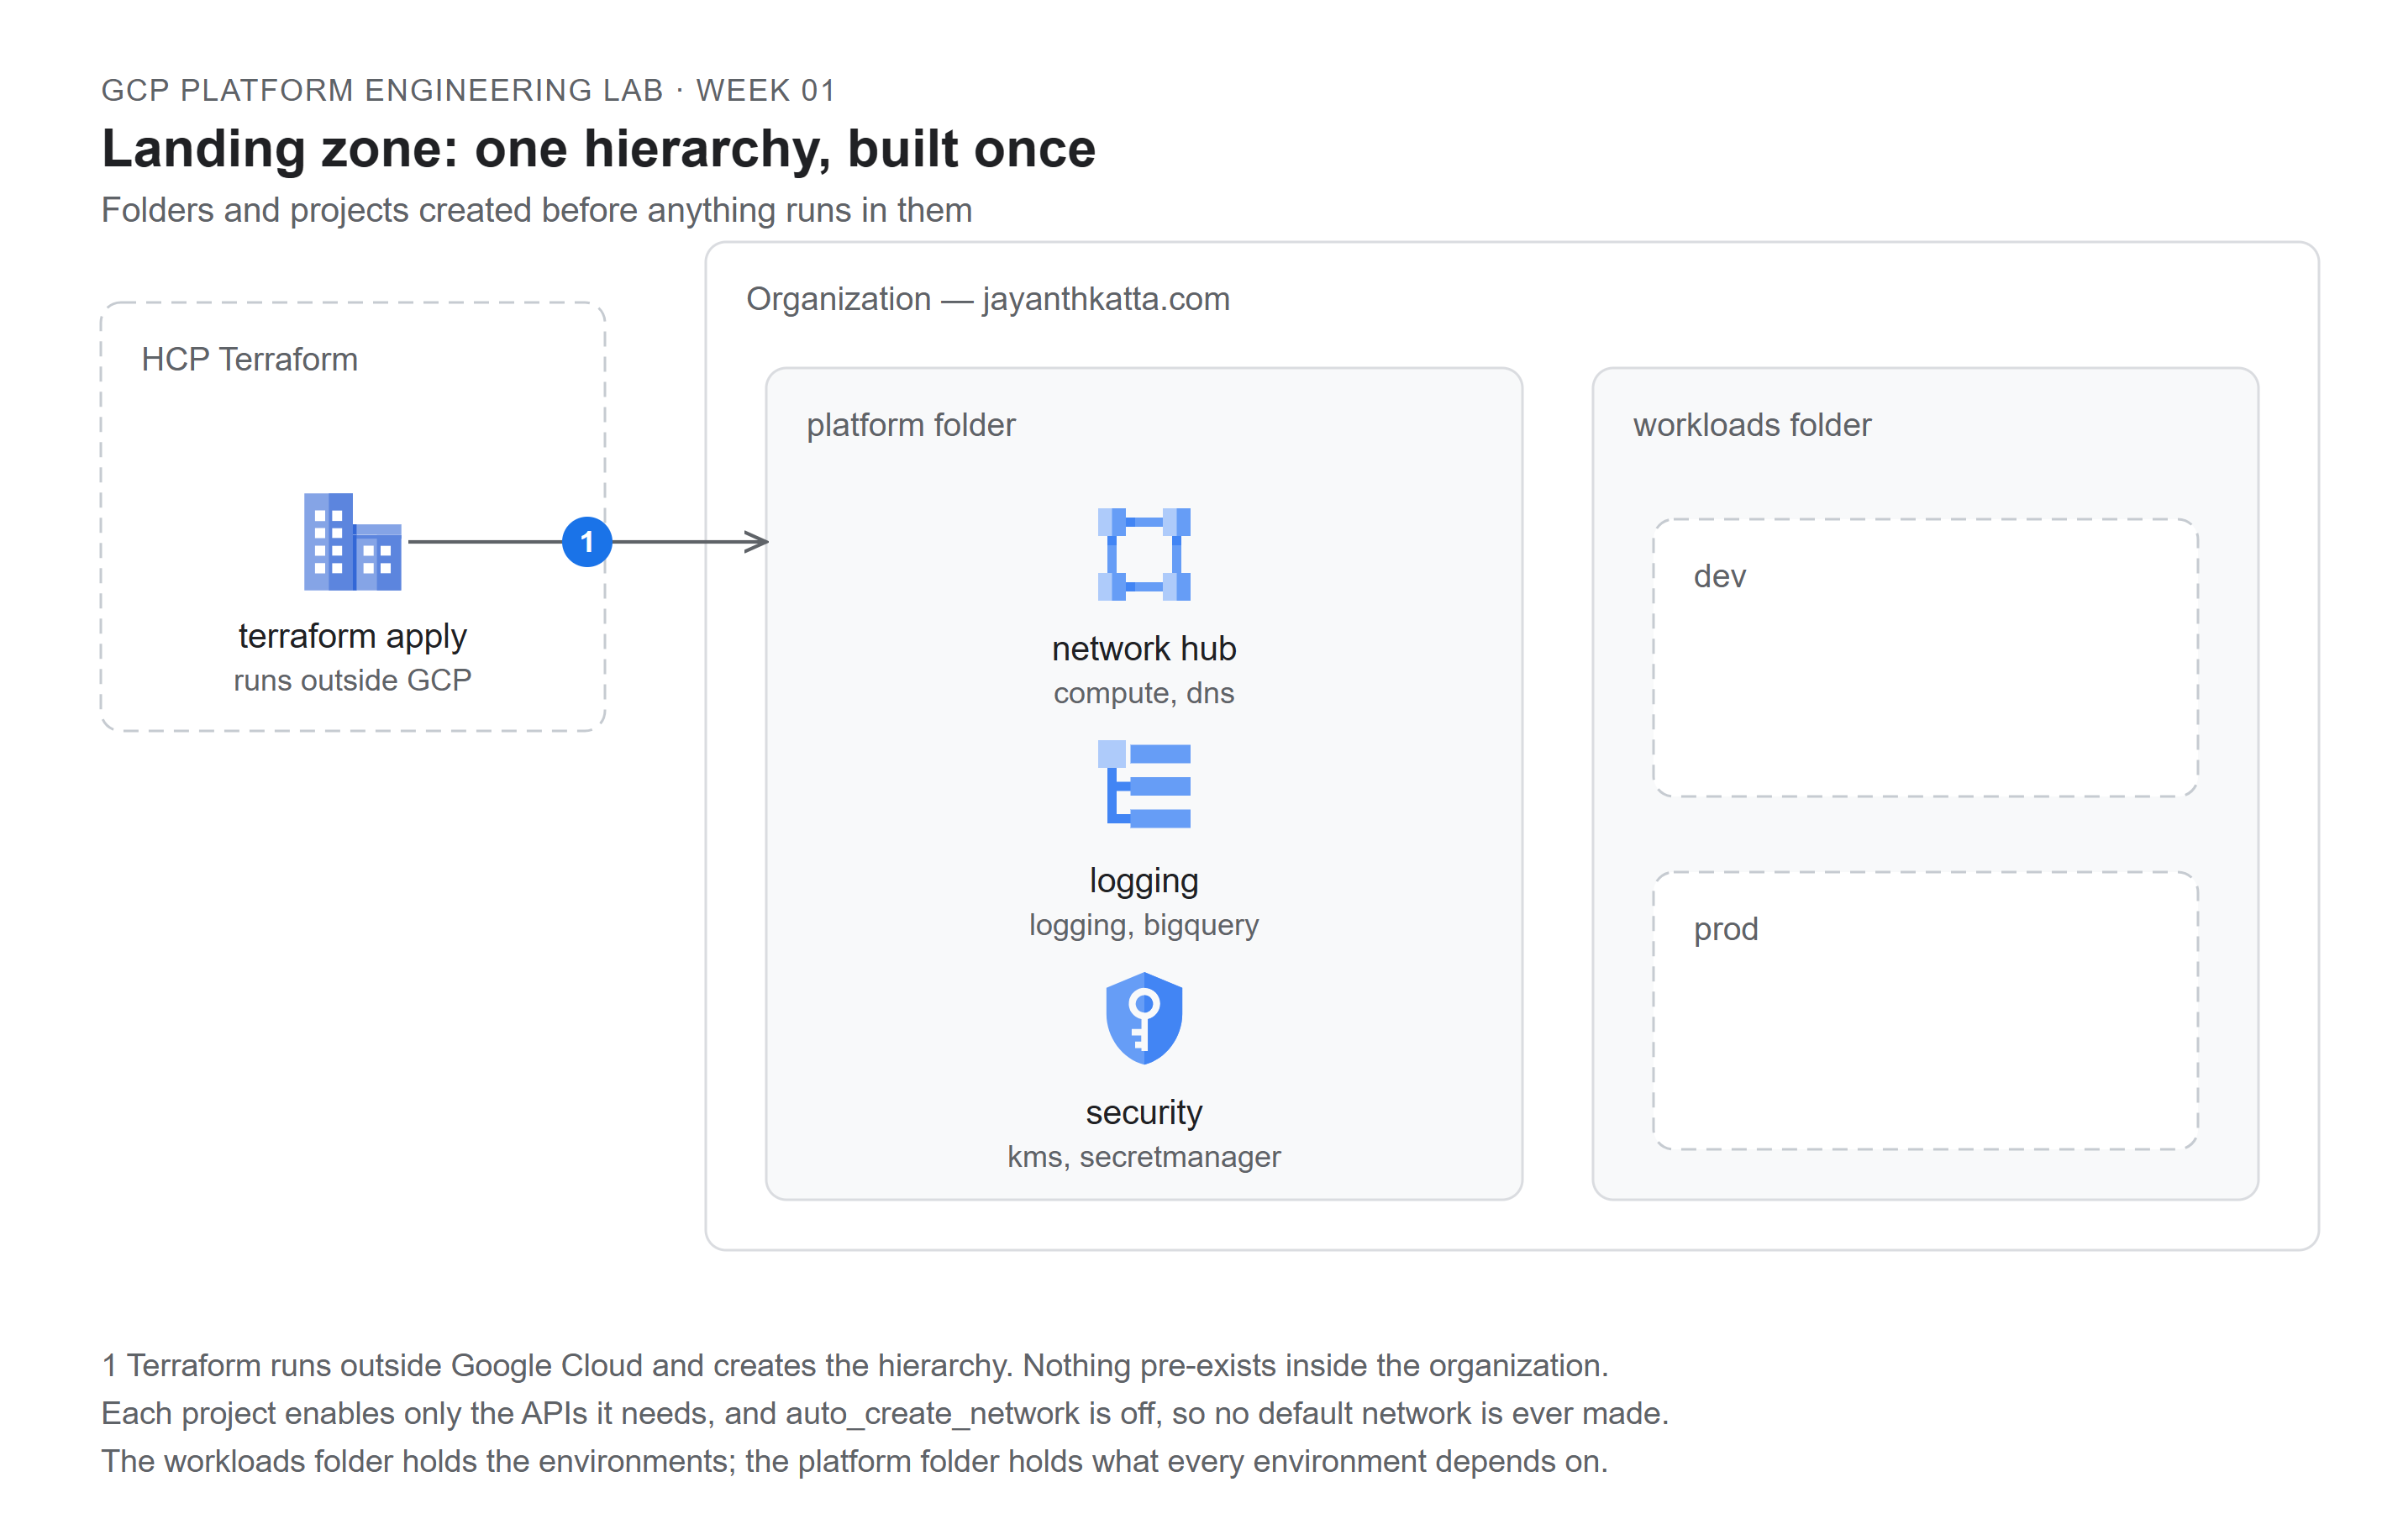 GCP PLATFORM ENGINEERING LAB · WEEK 01
Landing zone: one hierarchy, built once
Folders and projects created before anything runs in them
Organization — jayanthkatta.com
HCP Terraform
platform folder
workloads folder
1
terraform apply
runs outside GCP
network hub
compute, dns
dev
logging
logging, bigquery
prod
security
kms, secretmanager
1 Terraform runs outside Google Cloud and creates the hierarchy. Nothing pre-exists inside the organization.
Each project enables only the APIs it needs, and auto_create_network is off, so no default network is ever made.
The workloads folder holds the environments; the platform folder holds what every environment depends on.